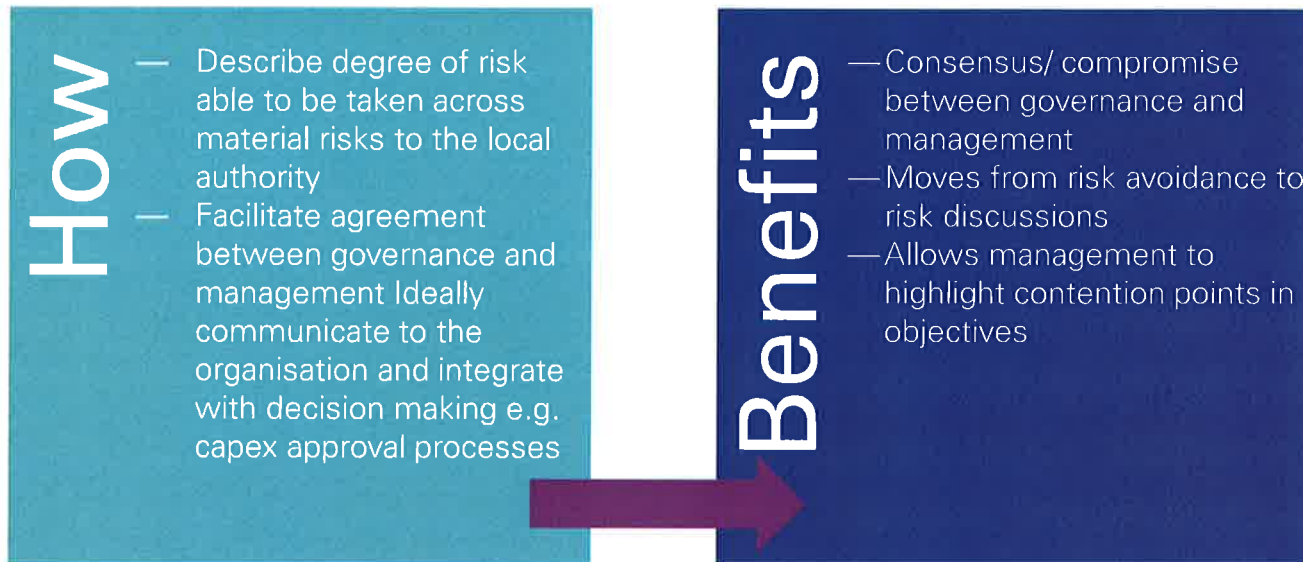 How
— Describe degree of risk
able to be taken across
material risks to the local
authority
— Facilitate agreement
between governance and
management Ideally
communicate to the
organisation and integrate
with decision making e.g.
capex approval processes
Benefits
—Consensus/ compromise
between governance and
management
—Moves from risk avoidance to
risk discussions
—Allows management to
highlight contention points in
objectives